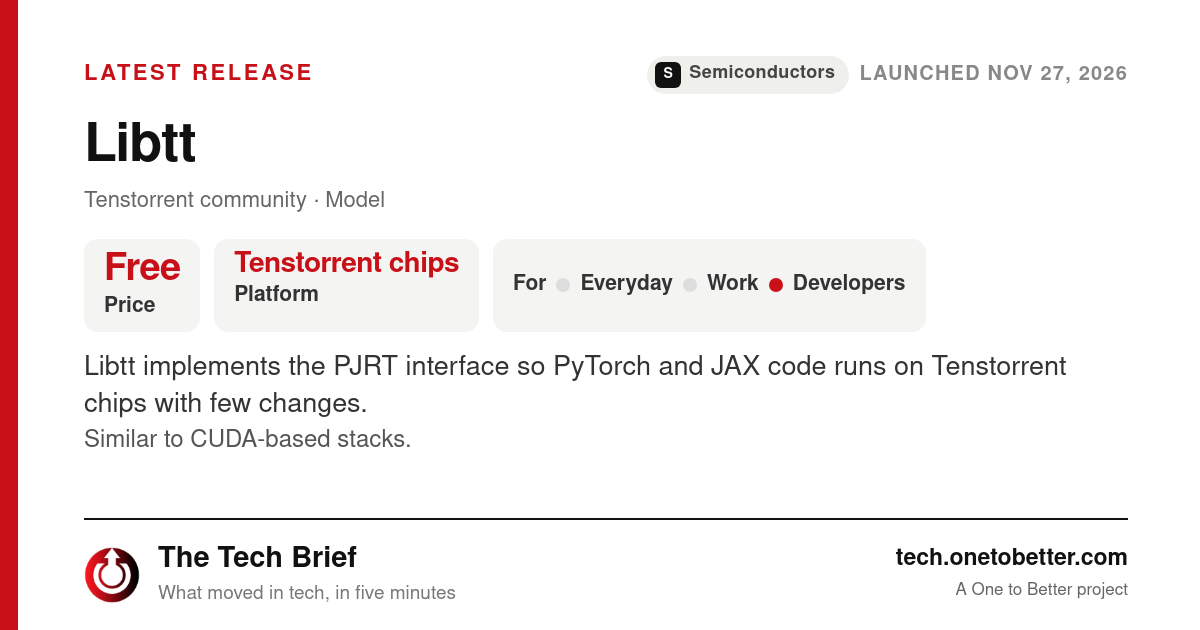 LATEST RELEASE
S Semiconductors LAUNCHED NOV 27, 2026
Libtt
Tenstorrent community · Model
Free
Price
Tenstorrent chips
Platform
For Everyday Work Developers
Libtt implements the PJRT interface so PyTorch and JAX code runs on Tenstorrent
chips with few changes.
Similar to CUDA-based stacks.
The Tech Brief
What moved in tech, in five minutes
tech.onetobetter.com
A One to Better project